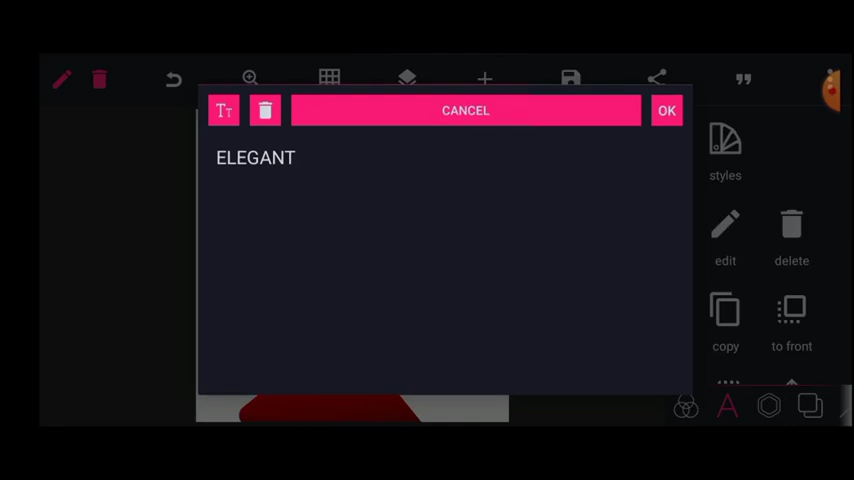 Tт CANCEL OK
ELEGANT
styles
edit delete
copy to front